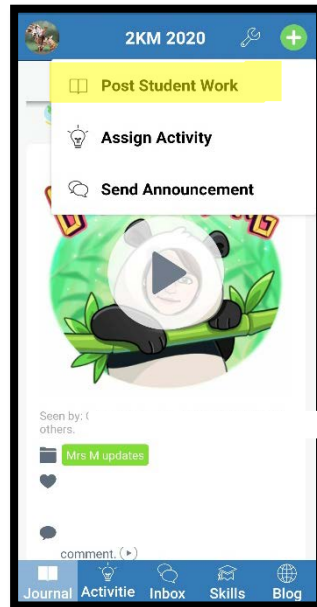 2KM 2020
Post Student Work
Assign Activity
Send Announcement
Seen by: (
others.
Mrs M updates
comment.
Journal Activitie Inbox Skills Blog